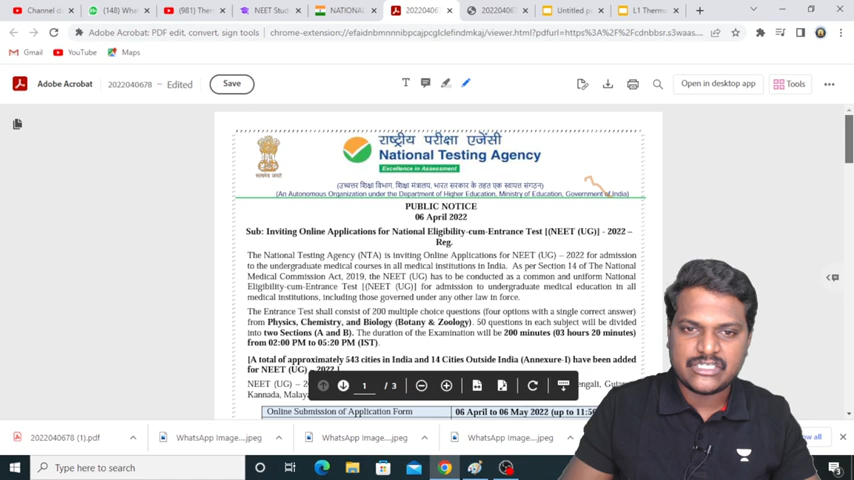 Channel d
(148) What
(981) Ther
NEET Stud
NATIONAL
20220406
20220406
Untitled p
L1 Thermo
Adobe Acrobat: PDF edit, convert, sign tools
chrome-extension://efaidnbmnnnibpcajpcglclefindmkaj/viewer.html?pdfurl=https%3A%2F%2Fcdnbbsr.s3waas....
Gmail
YouTube
Maps
Adobe Acrobat
2022040678 – Edited
Save
Open in desktop app
Tools
राष्ट्रीय परीक्षा एजेंसी
National Testing Agency
Excellence in Assessment
सत्यमेव जयते
(उच्चतर शिक्षा विभाग, शिक्षा मंत्रालय, भारत सरकार के तहत एक स्वायत्त संगठन)
(An Autonomous Organization under the Department of Higher Education, Ministry of Education, Government of India)
PUBLIC NOTICE
06 April 2022
Sub: Inviting Online Applications for National Eligibility-cum-Entrance Test [(NEET (UG)] - 2022 –
Reg.
The National Testing Agency (NTA) is inviting Online Applications for NEET (UG) – 2022 for admission
to the undergraduate medical courses in all medical institutions in India. As per Section 14 of The National
Medical Commission Act, 2019, the NEET (UG) has to be conducted as a common and uniform National
Eligibility-cum-Entrance Test [(NEET (UG)] for admission to undergraduate medical education in all
medical institutions, including those governed under any other law in force.
The Entrance Test shall consist of 200 multiple choice questions (four options with a single correct answer)
from Physics, Chemistry, and Biology (Botany & Zoology). 50 questions in each subject will be divided
into two Sections (A and B). The duration of the Examination will be 200 minutes (03 hours 20 minutes)
from 02:00 PM to 05:20 PM (IST).
[A total of approximately 543 cities in India and 14 Cities Outside India (Annexure-I) have been added
for NEET (UG) – 2022.]
NEET (UG) – 2
engali, Gujar
Kannada, Malaya
1 / 3
Online Submission of Application Form
06 April to 06 May 2022 (up to 11:50
2022040678 (1).pdf
WhatsApp Image....jpeg
WhatsApp Image....jpeg
WhatsApp Image....jpeg
ow all
Type here to search
3